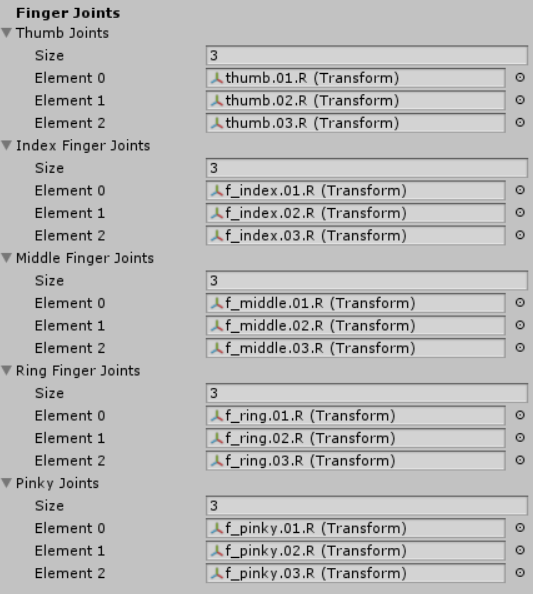 Finger Joints
Thumb Joints
Size 3
Element 0 thumb.01.R (Transform)
Element 1 thumb.02.R (Transform)
Element 2 thumb.03.R (Transform)
Index Finger Joints
Size 3
Element 0 f_index.01.R (Transform)
Element 1 f_index.02.R (Transform)
Element 2 f_index.03.R (Transform)
Middle Finger Joints
Size 3
Element 0 f_middle.01.R (Transform)
Element 1 f_middle.02.R (Transform)
Element 2 f_middle.03.R (Transform)
Ring Finger Joints
Size 3
Element 0 f_ring.01.R (Transform)
Element 1 f_ring.02.R (Transform)
Element 2 f_ring.03.R (Transform)
Pinky Joints
Size 3
Element 0 f_pinky.01.R (Transform)
Element 1 f_pinky.02.R (Transform)
Element 2 f_pinky.03.R (Transform)